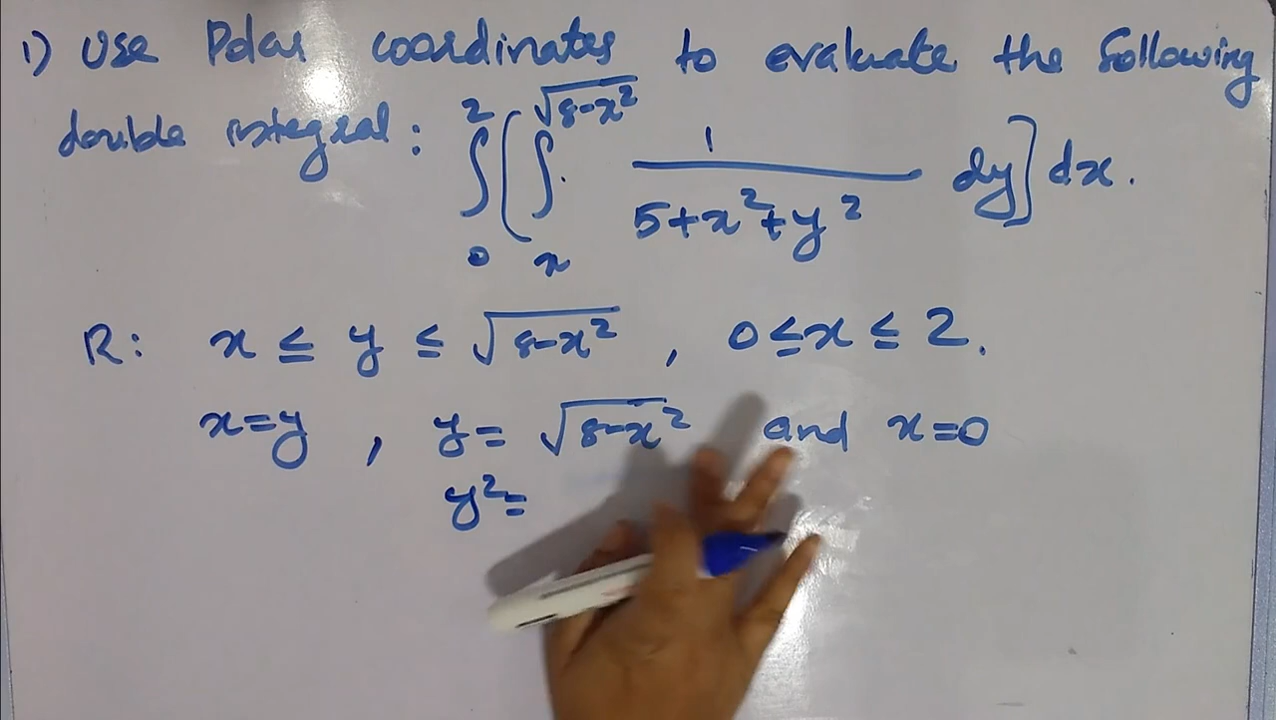 1) Use Polar coordinates to evaluate the following
double integral: ∫₀² [∫ₓ^√(8-x²) 1/(5+x²+y²) dy] dx.
R: x ≤ y ≤ √(8-x²), 0 ≤ x ≤ 2.
x=y, y= √(8-x²) and x=0
y²=